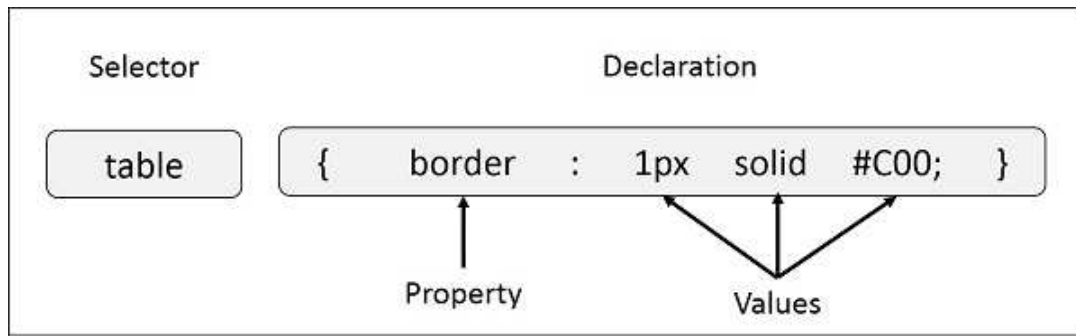 Selector Declaration
table { border : 1px solid #C00; }
Property Values